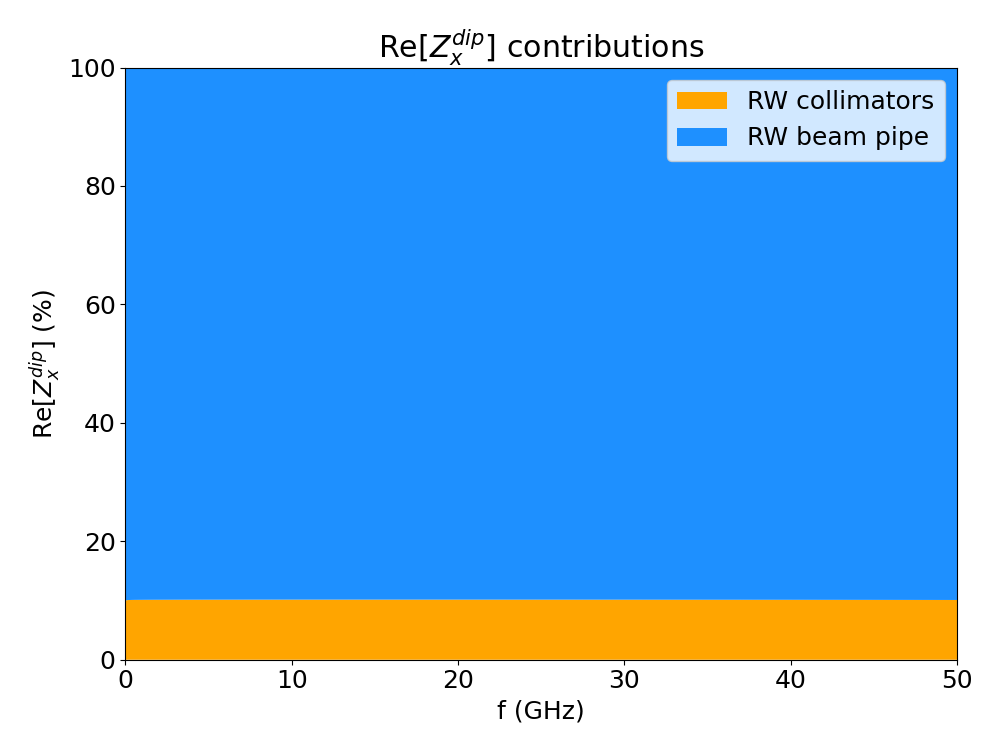 Re[$Z_x^{dip}$] contributions
RW collimators
RW beam pipe
Re[$Z_x^{dip}$] (%)
100
80
60
40
20
0
0 10 20 30 40 50
f (GHz)